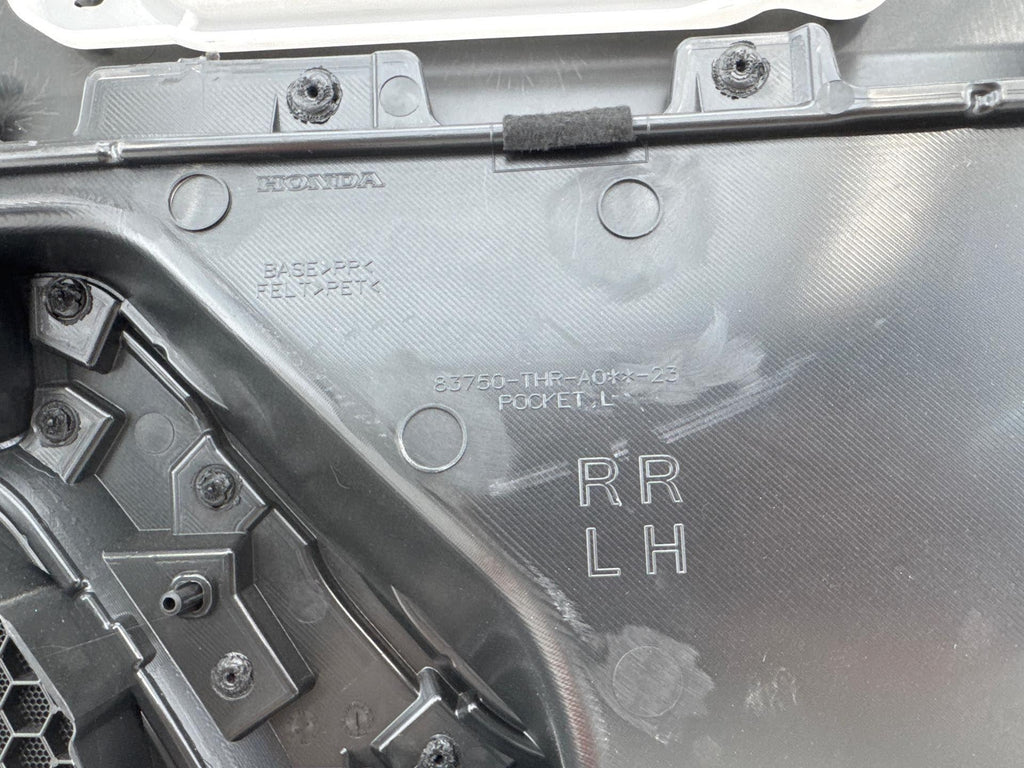 HONDA
BASE>PP<
FELT>PET<
83750-THR-A0**-23
POCKET,L
RR
LH